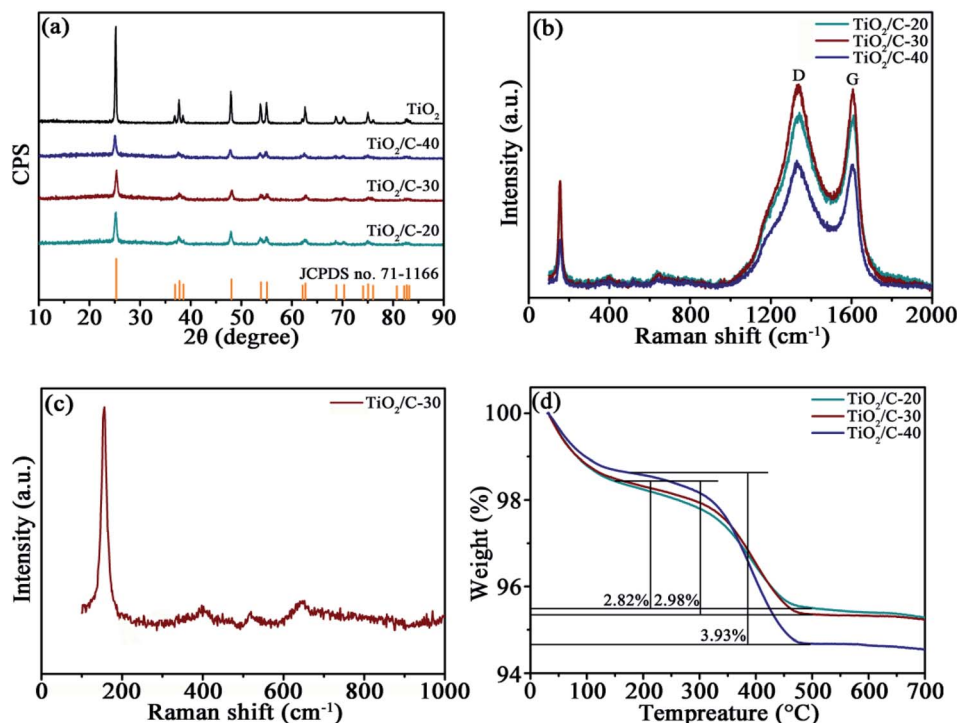 (a)
TiO₂
TiO₂/C-40
TiO₂/C-30
TiO₂/C-20
JCPDS no. 71-1166
CPS
10 20 30 40 50 60 70 80 90
2θ (degree)
(b)
TiO₂/C-20
TiO₂/C-30
TiO₂/C-40
D G
Intensity (a.u.)
0 400 800 1200 1600 2000
Raman shift (cm⁻¹)
(c)
TiO₂/C-30
Intensity (a.u.)
0 200 400 600 800 1000
Raman shift (cm⁻¹)
(d)
TiO₂/C-20
TiO₂/C-30
TiO₂/C-40
100
98
96
94
Weight (%)
2.82% 2.98%
3.93%
0 100 200 300 400 500 600 700
Tempreature (°C)